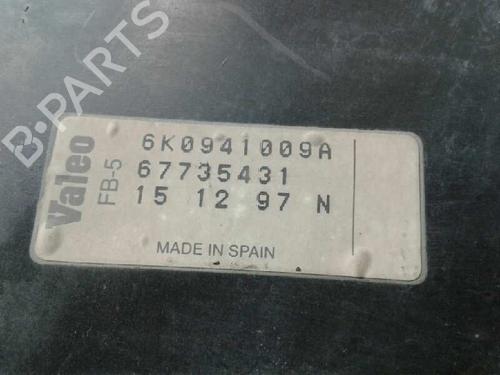 B-PARTS
Valeo
FB-5
6K0941009A
67735431
15 12 97 N
MADE IN SPAIN